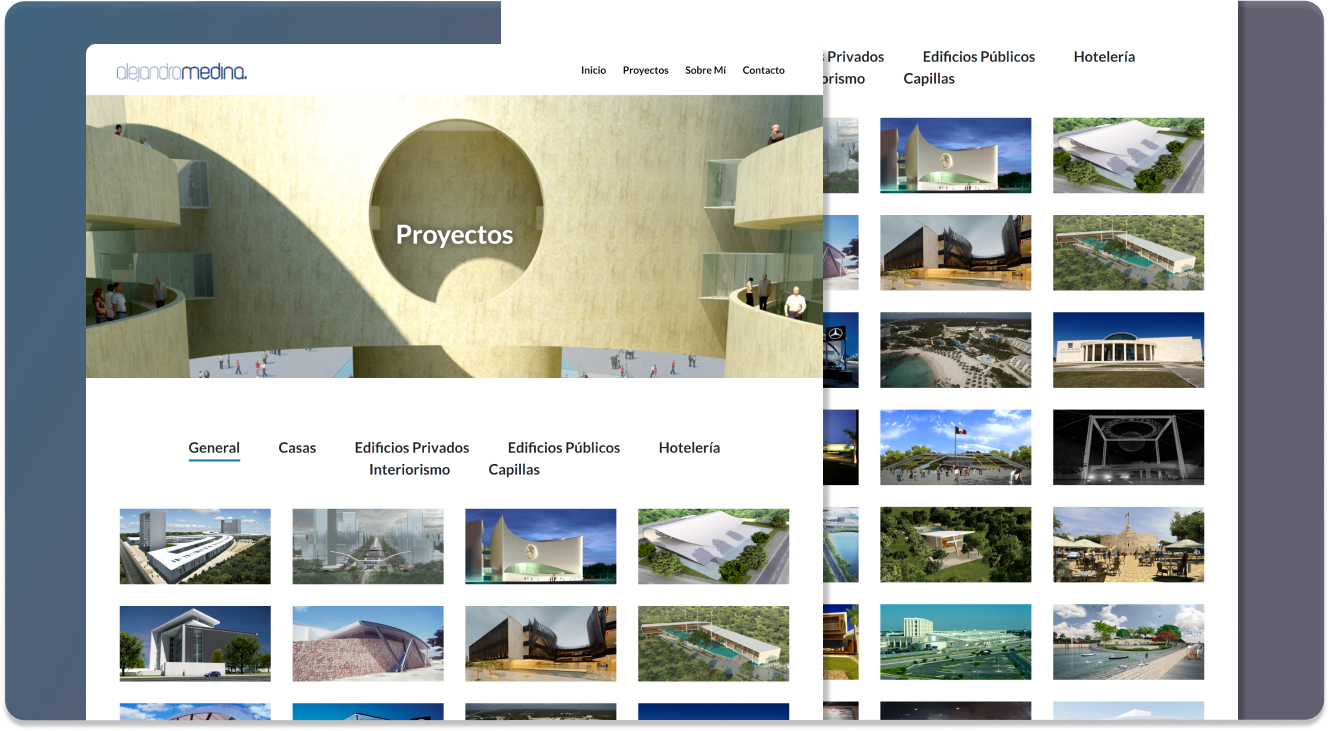 alejandromedina.
Inicio Proyectos Sobre Mí Contacto
Proyectos
General Casas Edificios Privados Edificios Públicos Hotelería
Interiorismo Capillas
Privados Edificios Públicos Hotelería
Capillas